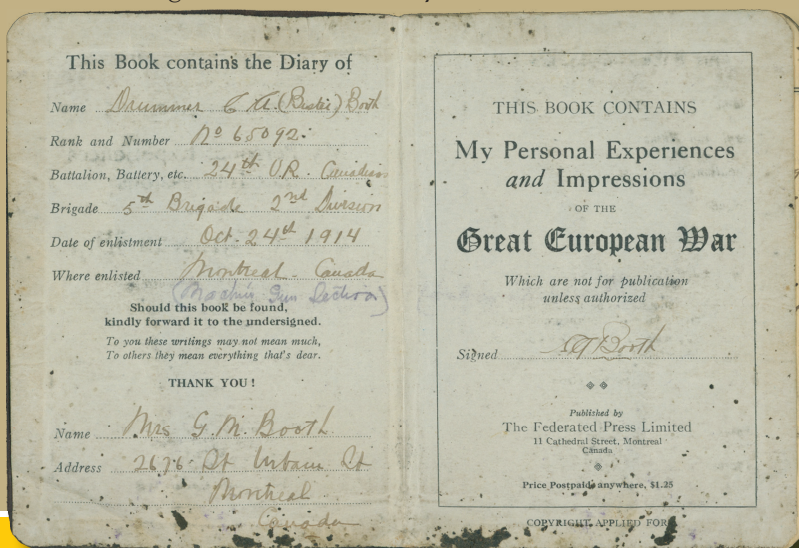 This Book contains the Diary of
Name Drummer C A. (Buster) Booth
Rank and Number No 65092.
Battalion, Battery, etc. 24th V.R. Canadian
Brigade 5th Brigade 2nd Division
Date of enlistment Oct. 24th 1914
Where enlisted Montreal. Canada
(Machine Gun Section)
Should this book be found,
kindly forward it to the undersigned.
To you these writings may not mean much,
To others they mean everything that's dear.
THANK YOU!
Name Mrs G. M. Booth
Address 2676 St Urbain St
Montreal
Canada
THIS BOOK CONTAINS
My Personal Experiences
and Impressions
OF THE
Great European War
Which are not for publication
unless authorized
Signed Booth
Published by
The Federated Press Limited
11 Cathedral Street, Montreal
Canada
Price Postpaid anywhere, $1.25
COPYRIGHT APPLIED FOR